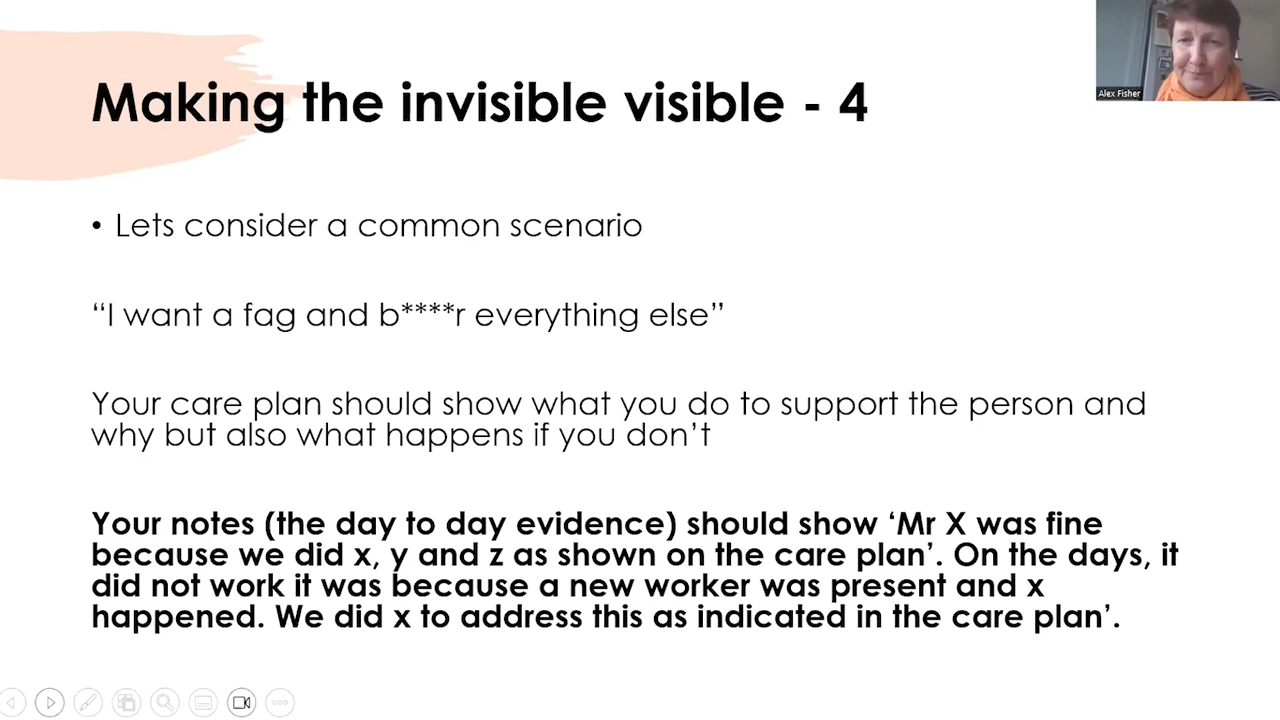 Making the invisible visible - 4
Alex Fisher
• Lets consider a common scenario
“I want a fag and b****r everything else”
Your care plan should show what you do to support the person and
why but also what happens if you don’t
Your notes (the day to day evidence) should show ‘Mr X was fine
because we did x, y and z as shown on the care plan’. On the days, it
did not work it was because a new worker was present and x
happened. We did x to address this as indicated in the care plan’.